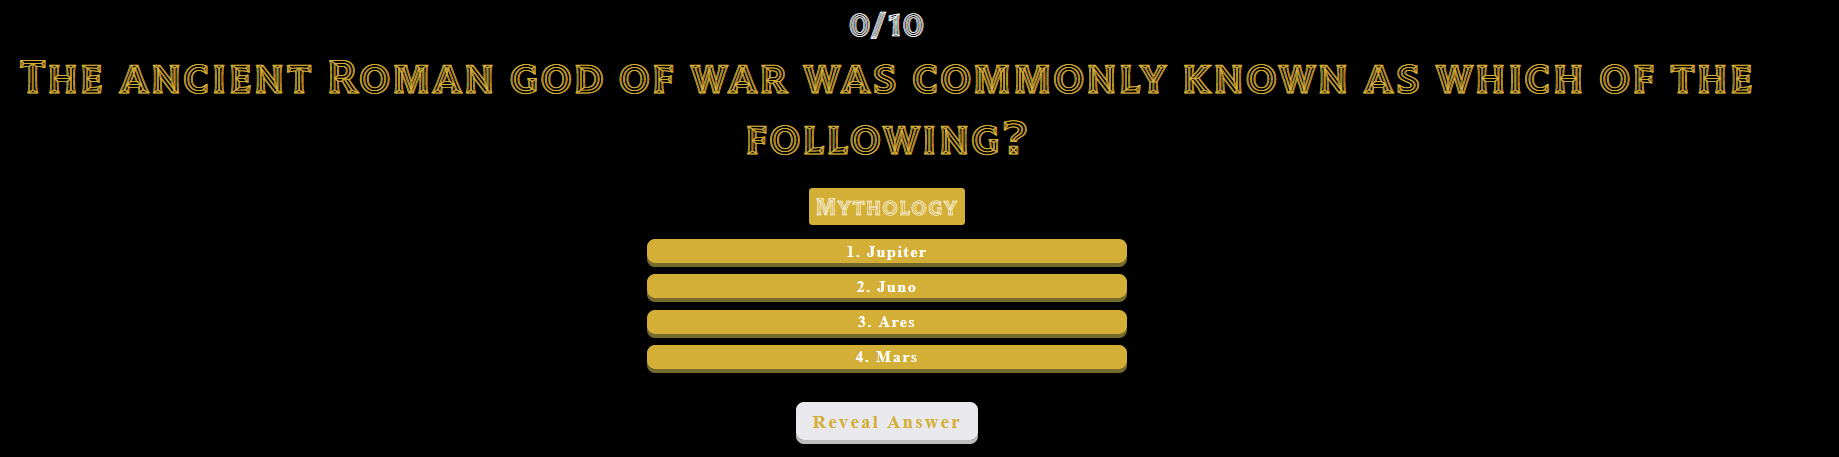 0/10
The ancient Roman god of war was commonly known as which of the
following?
Mythology
1. Jupiter
2. Juno
3. Ares
4. Mars
Reveal Answer